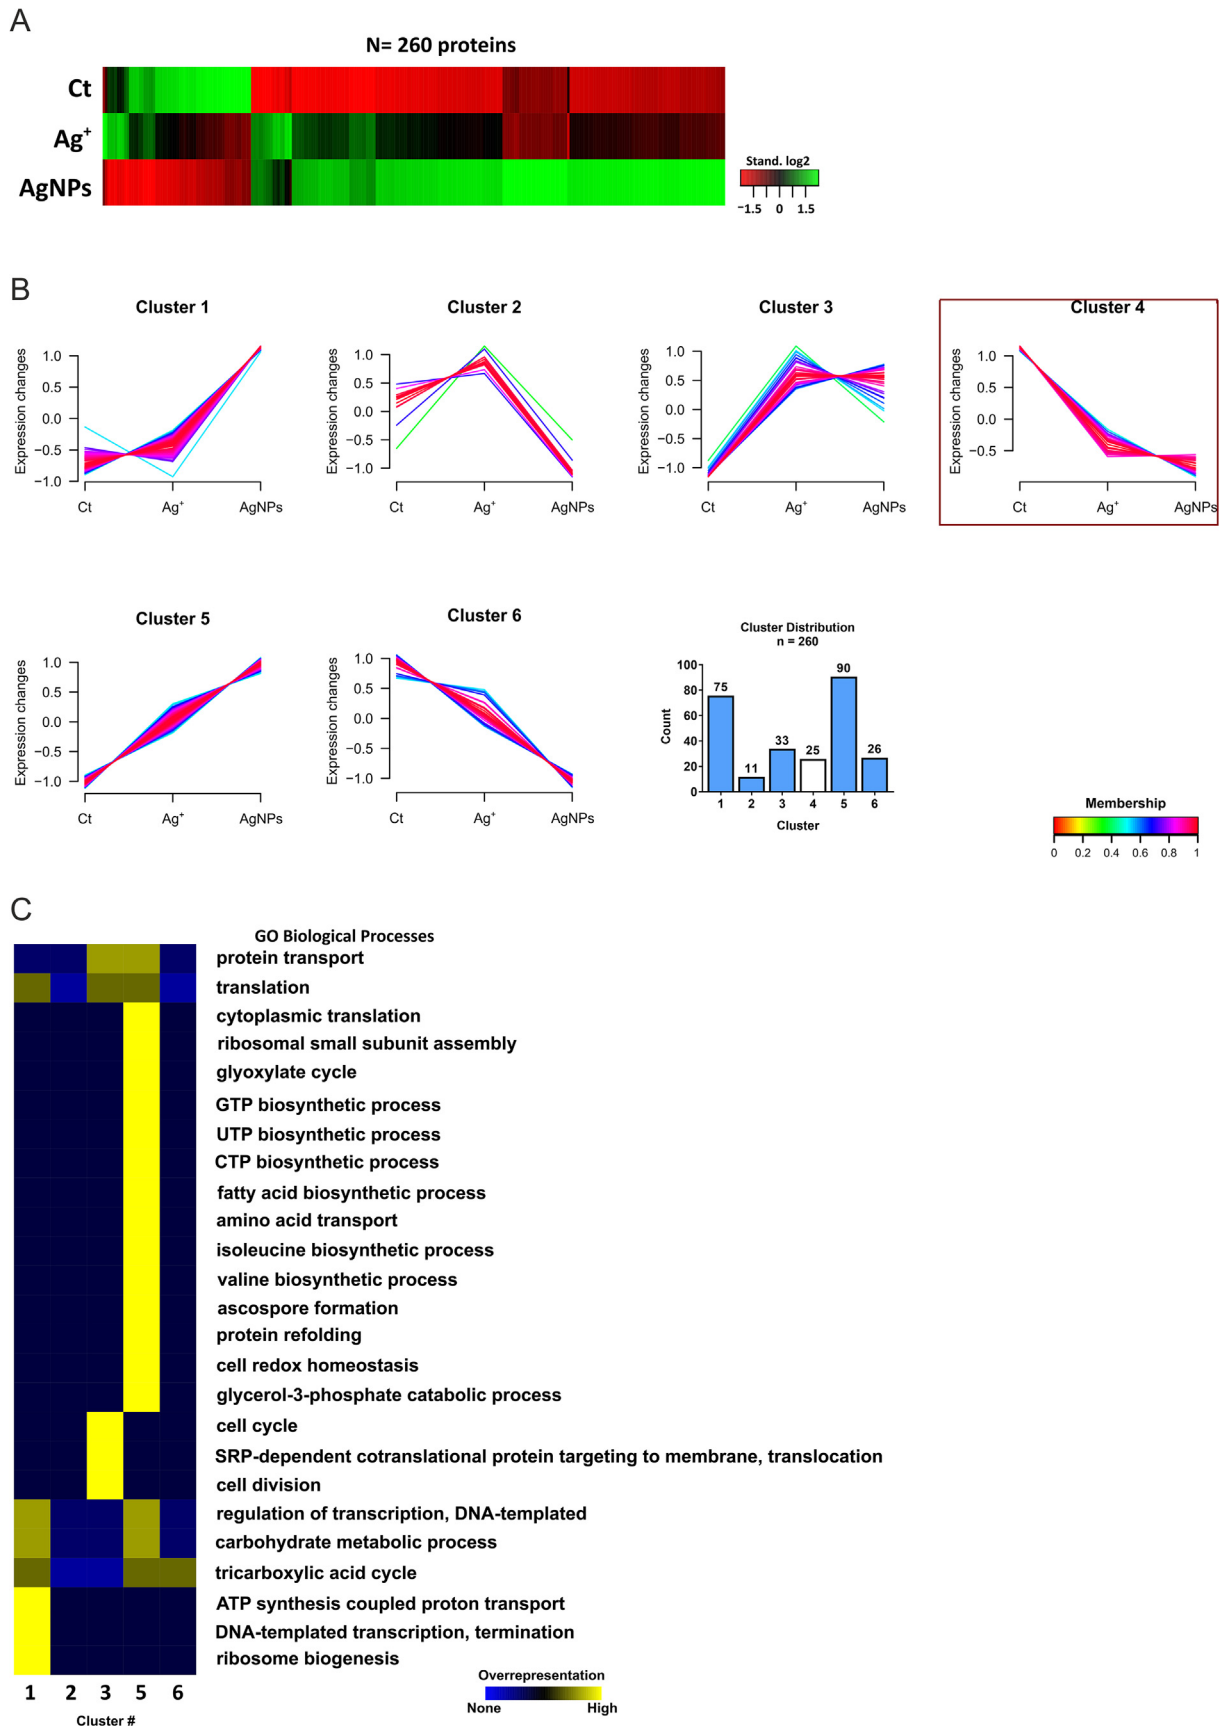 A
N= 260 proteins
Ct
Ag+
AgNPs
Stand. log2
−1.5 0 1.5
B
Cluster 1
Expression changes
1.0
0.5
0.0
−0.5
−1.0
Ct Ag+ AgNPs
Cluster 2
Expression changes
1.0
0.5
0.0
−0.5
−1.0
Ct Ag+ AgNPs
Cluster 3
Expression changes
1.0
0.5
0.0
−0.5
−1.0
Ct Ag+ AgNPs
Cluster 4
Expression changes
1.0
0.5
0.0
−0.5
Ct Ag+ AgNPs
Cluster 5
Expression changes
1.0
0.5
0.0
−0.5
−1.0
Ct Ag+ AgNPs
Cluster 6
Expression changes
1.0
0.5
0.0
−0.5
−1.0
Ct Ag+ AgNPs
Cluster Distribution
n = 260
Count
100
80
60
40
20
0
75 11 33 25 90 26
1 2 3 4 5 6
Cluster
Membership
0 0.2 0.4 0.6 0.8 1
C
GO Biological Processes
protein transport
translation
cytoplasmic translation
ribosomal small subunit assembly
glyoxylate cycle
GTP biosynthetic process
UTP biosynthetic process
CTP biosynthetic process
fatty acid biosynthetic process
amino acid transport
isoleucine biosynthetic process
valine biosynthetic process
ascospore formation
protein refolding
cell redox homeostasis
glycerol-3-phosphate catabolic process
cell cycle
SRP-dependent cotranslational protein targeting to membrane, translocation
cell division
regulation of transcription, DNA-templated
carbohydrate metabolic process
tricarboxylic acid cycle
ATP synthesis coupled proton transport
DNA-templated transcription, termination
ribosome biogenesis
1 2 3 5 6
Cluster #
Overrepresentation
None High